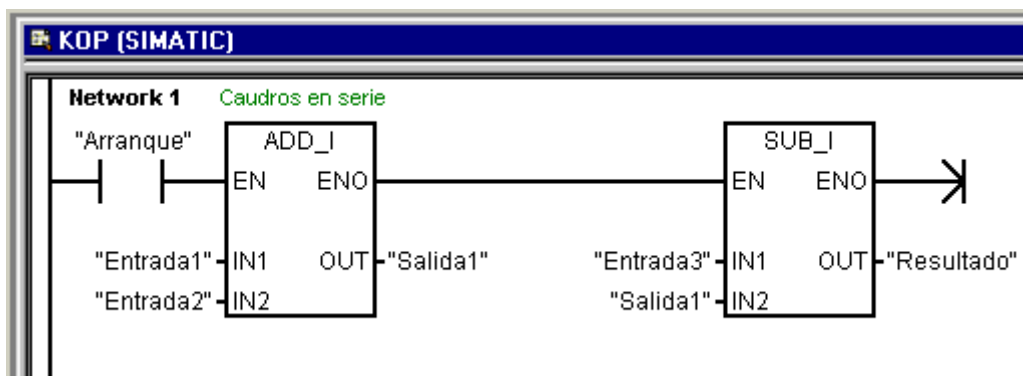 KOP (SIMATIC)
Network 1 Caudros en serie
"Arranque" ADD_I SUB_I
EN ENO EN ENO
"Entrada1" IN1 OUT "Salida1" "Entrada3" IN1 OUT "Resultado"
"Entrada2" IN2 "Salida1" IN2